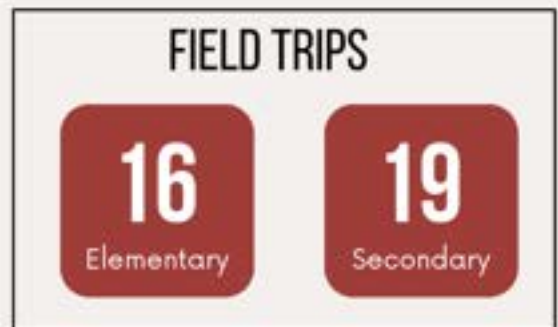 FIELD TRIPS
16
Elementary
19
Secondary